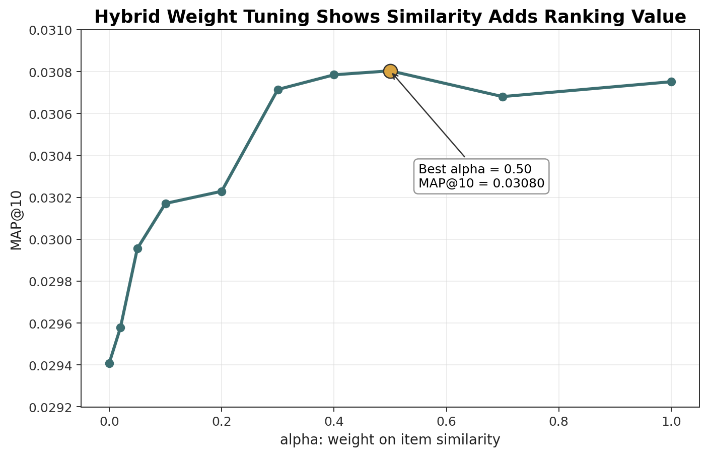 Hybrid Weight Tuning Shows Similarity Adds Ranking Value
0.0310
0.0308
0.0306
0.0304
0.0302
0.0300
0.0298
0.0296
0.0294
0.0292
MAP@10
Best alpha = 0.50
MAP@10 = 0.03080
0.0 0.2 0.4 0.6 0.8 1.0
alpha: weight on item similarity